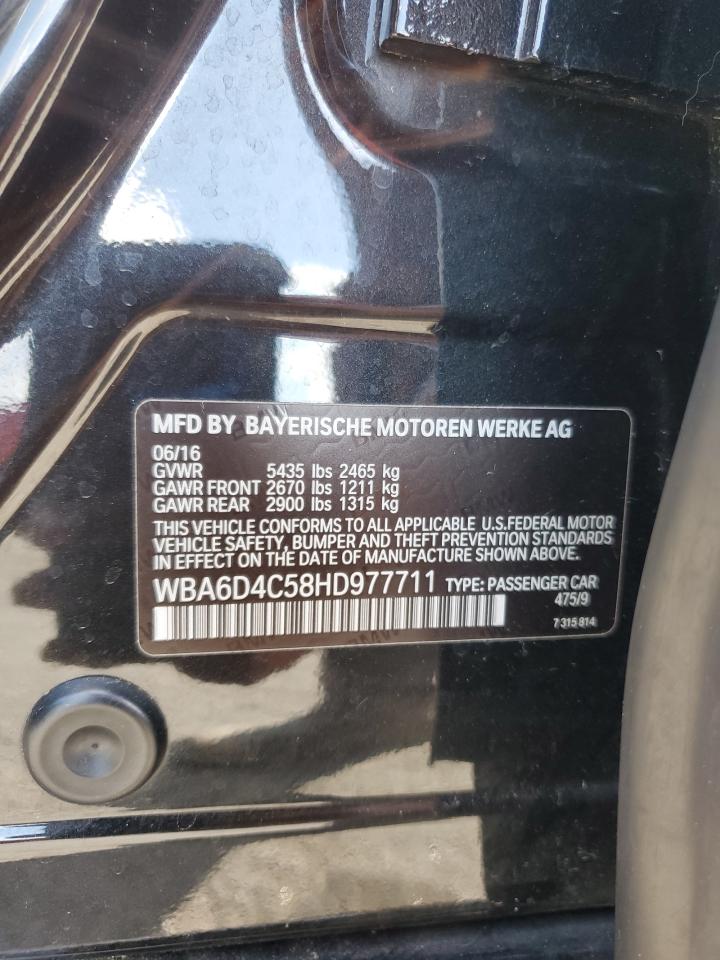 MFD BY BAYERISCHE MOTOREN WERKE AG
06/16
GVWR 5435 lbs 2465 kg
GAWR FRONT 2670 lbs 1211 kg
GAWR REAR 2900 lbs 1315 kg
THIS VEHICLE CONFORMS TO ALL APPLICABLE U.S.FEDERAL MOTOR
VEHICLE SAFETY, BUMPER AND THEFT PREVENTION STANDARDS
IN EFFECT ON THE DATE OF MANUFACTURE SHOWN ABOVE.
WBA6D4C58HD977711 TYPE: PASSENGER CAR
475/9
7 315 814